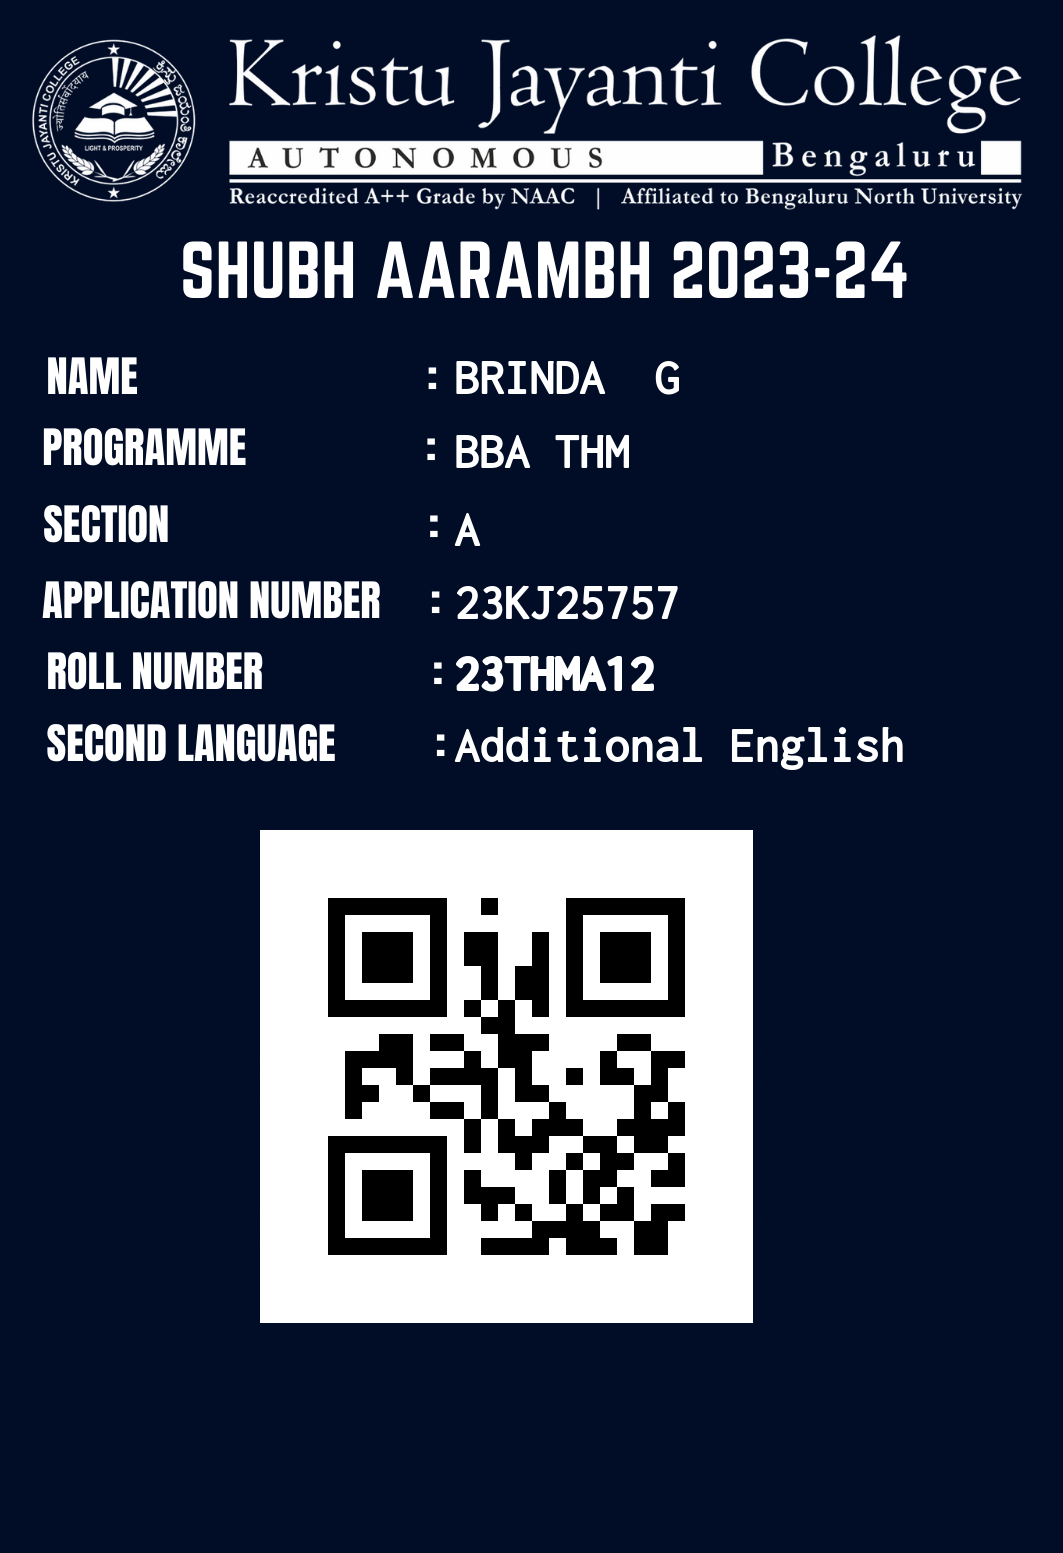 KRISTU JAYANTI COLLEGE
ಕ್ರಿಸ್ತು ಜಯಂತಿ ಕಾಲೇಜು
ज्योतिर्समृद्धिश्च
LIGHT & PROSPERITY
Kristu Jayanti College
AUTONOMOUS Bengaluru
Reaccredited A++ Grade by NAAC | Affiliated to Bengaluru North University
SHUBH AARAMBH 2023-24
NAME : BRINDA G
PROGRAMME : BBA THM
SECTION : A
APPLICATION NUMBER : 23KJ25757
ROLL NUMBER : 23THMA12
SECOND LANGUAGE : Additional English